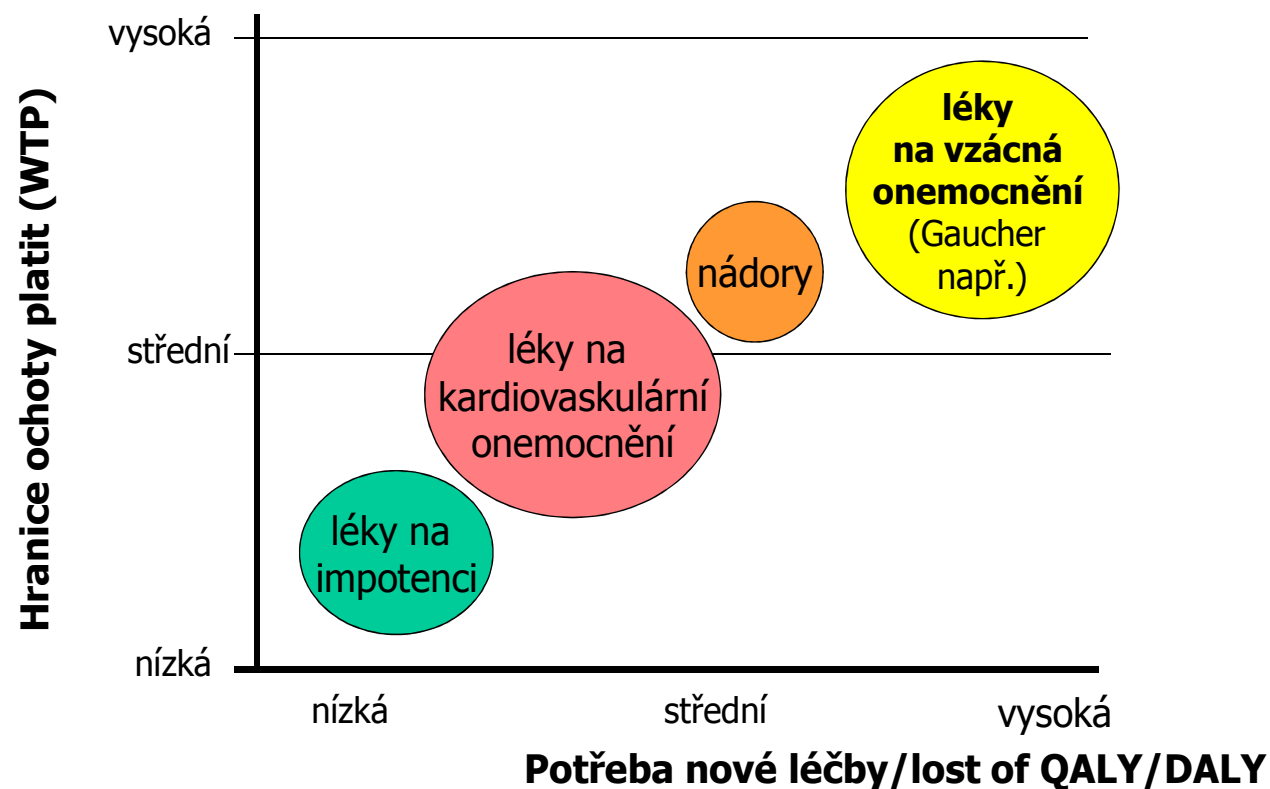 vysoká
Hranice ochoty platit (WTP)
léky
na vzácná
onemocnění
(Gaucher
např.)
nádory
střední
léky na
kardiovaskulární
onemocnění
léky na
impotenci
nízká
nízká
střední
vysoká
Potřeba nové léčby/lost of QALY/DALY